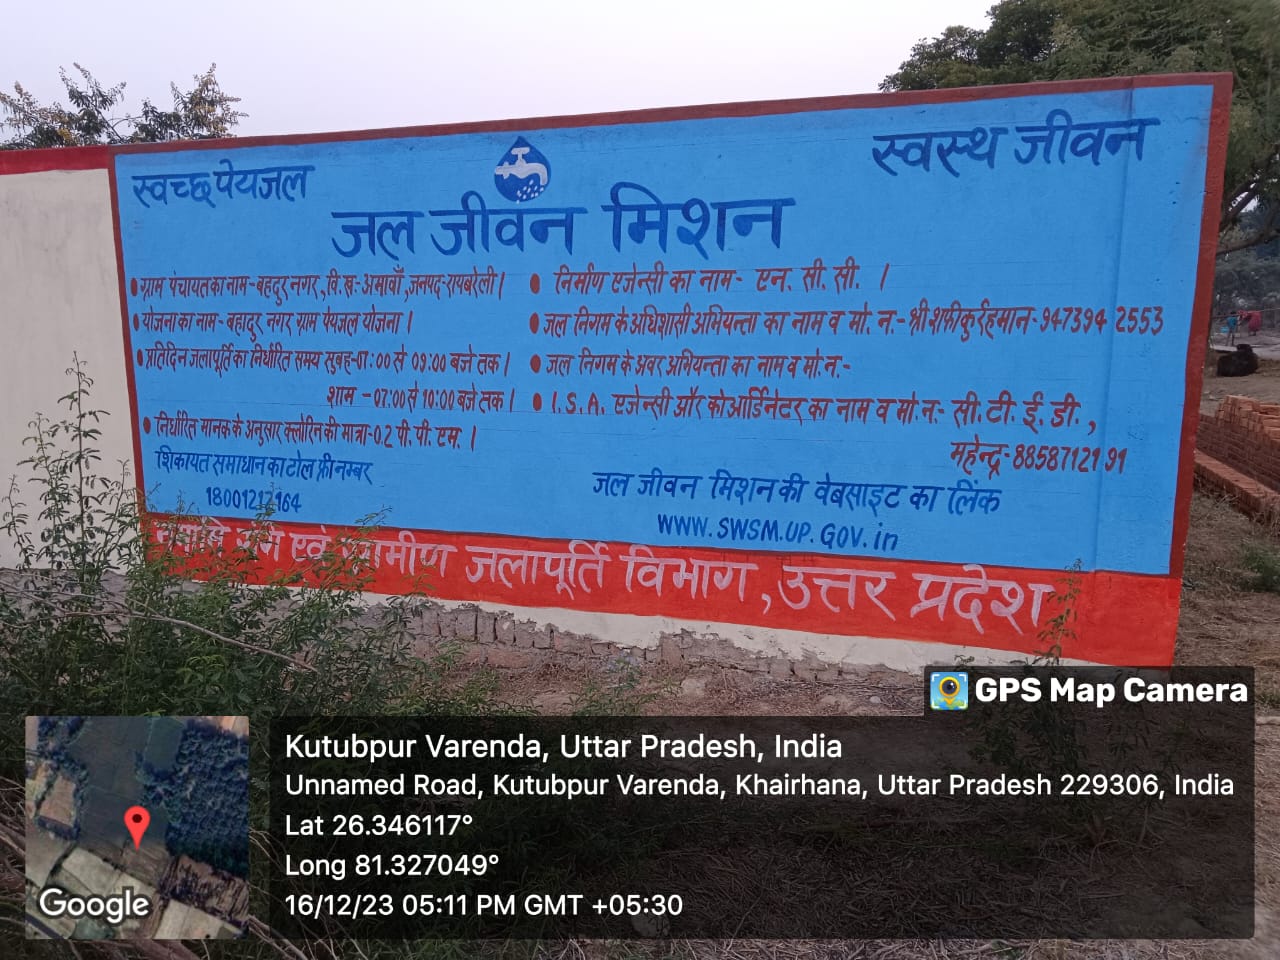 स्वच्छ पेयजल
स्वस्थ जीवन
जल जीवन मिशन
ग्राम पंचायत का नाम-बहदुर नगर, वि.ख.-अमावाँ, जनपद-रायबरेली।
योजना का नाम-बहादुर नगर ग्राम पेयजल योजना।
प्रतिदिन जलापूर्ति का निर्धारित समय सुबह-07:00 से 09:00 बजे तक।
शाम-07:00 से 10:00 बजे तक।
निर्धारित मानक के अनुसार क्लोरिन की मात्रा-0.2 पी. पी. एम.।
शिकायत समाधान का टोल फ्री नम्बर
18001212164
निर्माण एजेन्सी का नाम- एन. सी. सी. ।
जल निगम के अधिशासी अभियन्ता का नाम व मो. न.-श्री शफीकुर्रहमान-9473942553
जल निगम के अवर अभियन्ता का नाम व मो.न.-
I.S.A. एजेन्सी और कोआर्डिनेटर का नाम व मो.न.- सी. टी. ई. डी.,
महेन्द्र-8858712191
जल जीवन मिशन की वेबसाइट का लिंक
WWW.SWSM.UP.GOV.in
नमामि गंगे एवं ग्रामीण जलापूर्ति विभाग, उत्तर प्रदेश
GPS Map Camera
Kutubpur Varenda, Uttar Pradesh, India
Unnamed Road, Kutubpur Varenda, Khairhana, Uttar Pradesh 229306, India
Lat 26.346117°
Long 81.327049°
16/12/23 05:11 PM GMT +05:30
Google